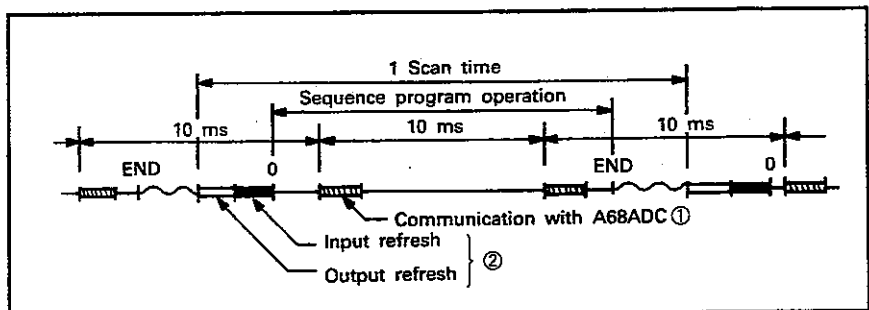 1 Scan time
Sequence program operation
10 ms 10 ms 10 ms
END 0 END 0
Communication with A68ADC ①
Input refresh
Output refresh
②